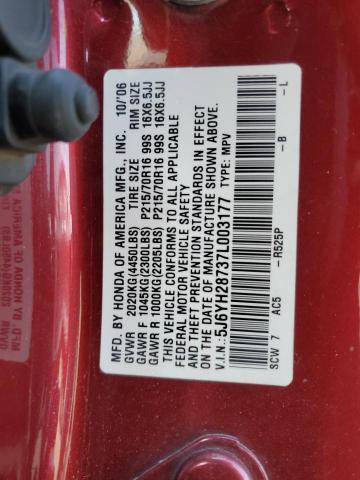 MFD. BY HONDA OF AMERICA MFG., INC. 10/'06
GVWR 2020KG(4450LBS) TIRE SIZE RIM SIZE
GAWR F 1045KG(2300LBS) P215/70R16 99S 16X6.5JJ
GAWR R 1000KG(2205LBS) P215/70R16 99S 16X6.5JJ
THIS VEHICLE CONFORMS TO ALL APPLICABLE
FEDERAL MOTOR VEHICLE SAFETY
AND THEFT PREVENTION STANDARDS IN EFFECT
ON THE DATE OF MANUFACTURE SHOWN ABOVE.
V.I.N.: 5J6YH28737L003177 TYPE: MPV
SCW 7 AC5 -R525P -B -L